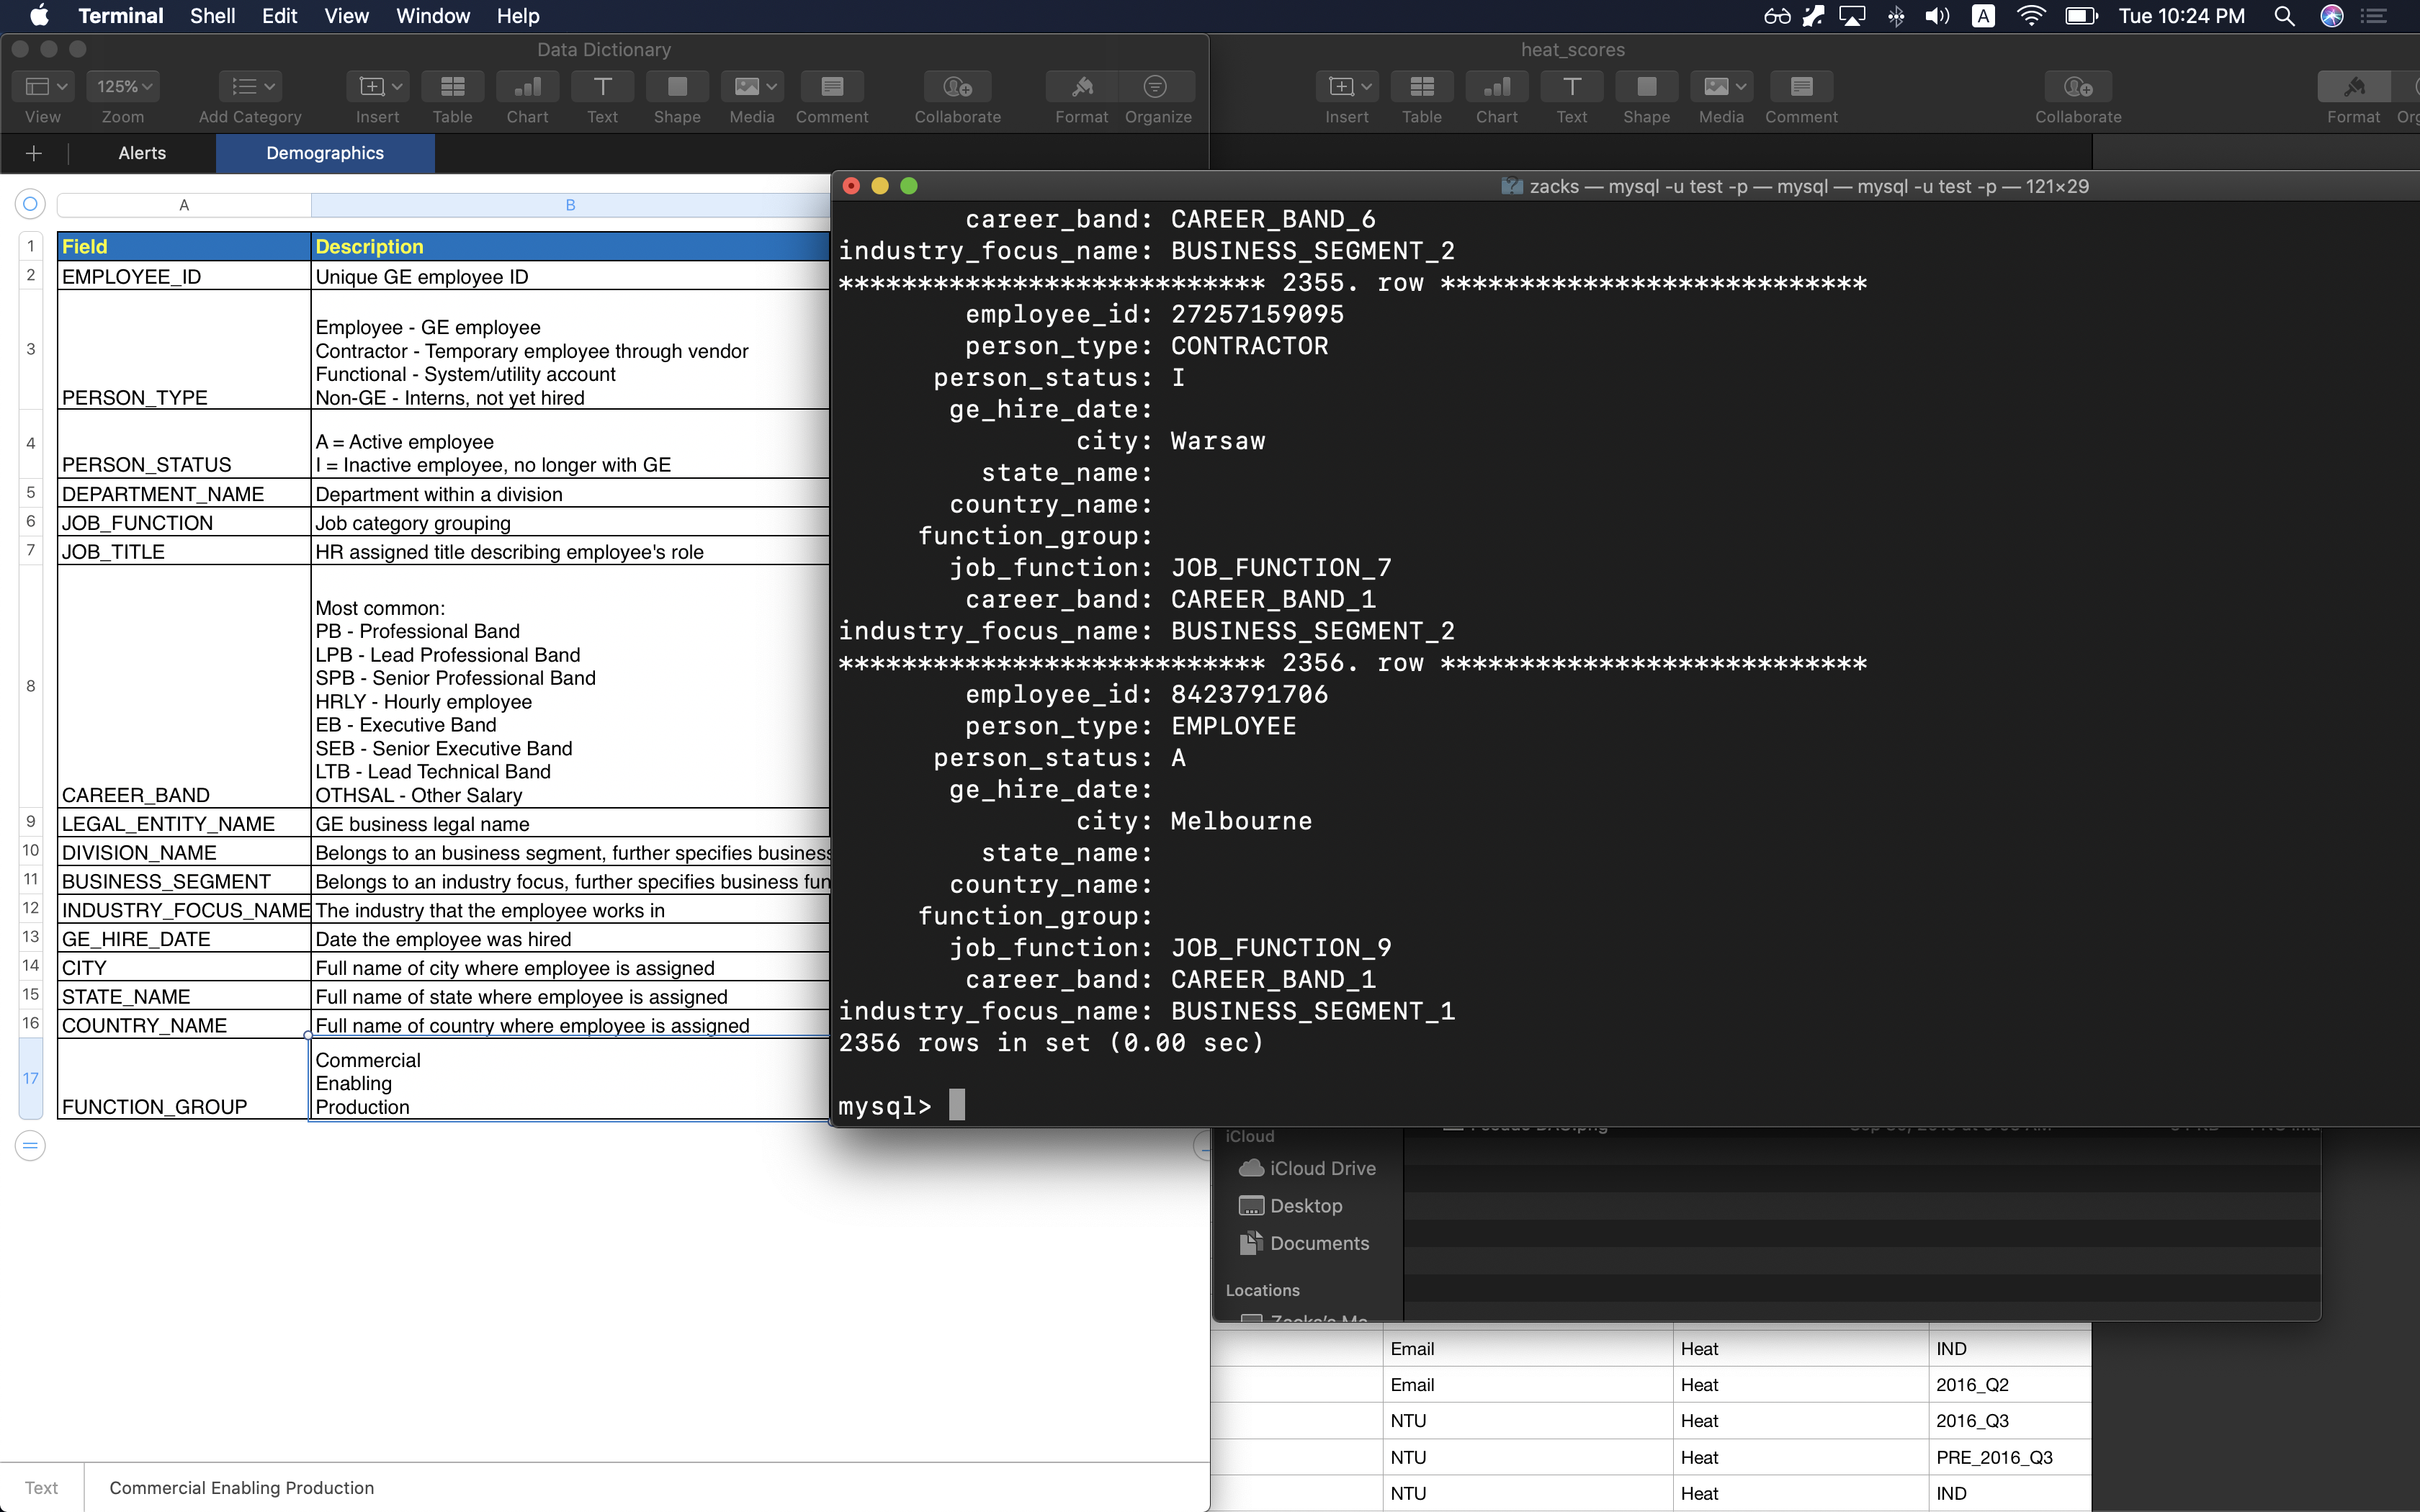 Terminal Shell Edit View Window Help
A Tue 10:24 PM
Data Dictionary
125%
View Zoom Add Category Insert Table Chart Text Shape Media Comment Collaborate Format Organize
Alerts Demographics
A B
1 Field Description
2 EMPLOYEE_ID Unique GE employee ID
Employee - GE employee
3 Contractor - Temporary employee through vendor
Functional - System/utility account
PERSON_TYPE Non-GE - Interns, not yet hired
4 A = Active employee
PERSON_STATUS I = Inactive employee, no longer with GE
5 DEPARTMENT_NAME Department within a division
6 JOB_FUNCTION Job category grouping
7 JOB_TITLE HR assigned title describing employee's role
Most common:
PB - Professional Band
LPB - Lead Professional Band
8 SPB - Senior Professional Band
HRLY - Hourly employee
EB - Executive Band
SEB - Senior Executive Band
LTB - Lead Technical Band
CAREER_BAND OTHSAL - Other Salary
9 LEGAL_ENTITY_NAME GE business legal name
10 DIVISION_NAME Belongs to an business segment, further specifies business
11 BUSINESS_SEGMENT Belongs to an industry focus, further specifies business fun
12 INDUSTRY_FOCUS_NAME The industry that the employee works in
13 GE_HIRE_DATE Date the employee was hired
14 CITY Full name of city where employee is assigned
15 STATE_NAME Full name of state where employee is assigned
16 COUNTRY_NAME Full name of country where employee is assigned
Commercial
17 Enabling
FUNCTION_GROUP Production
Text Commercial Enabling Production
heat_scores
Insert Table Chart Text Shape Media Comment Collaborate Format Org
zacks — mysql -u test -p — mysql — mysql -u test -p — 121×29
career_band: CAREER_BAND_6
industry_focus_name: BUSINESS_SEGMENT_2
*************************** 2355. row ***************************
employee_id: 27257159095
person_type: CONTRACTOR
person_status: I
ge_hire_date:
city: Warsaw
state_name:
country_name:
function_group:
job_function: JOB_FUNCTION_7
career_band: CAREER_BAND_1
industry_focus_name: BUSINESS_SEGMENT_2
*************************** 2356. row ***************************
employee_id: 8423791706
person_type: EMPLOYEE
person_status: A
ge_hire_date:
city: Melbourne
state_name:
country_name:
function_group:
job_function: JOB_FUNCTION_9
career_band: CAREER_BAND_1
industry_focus_name: BUSINESS_SEGMENT_1
2356 rows in set (0.00 sec)
mysql>
iCloud
iCloud Drive
Desktop
Documents
Locations
Email Heat IND
Email Heat 2016_Q2
NTU Heat 2016_Q3
NTU Heat PRE_2016_Q3
NTU Heat IND